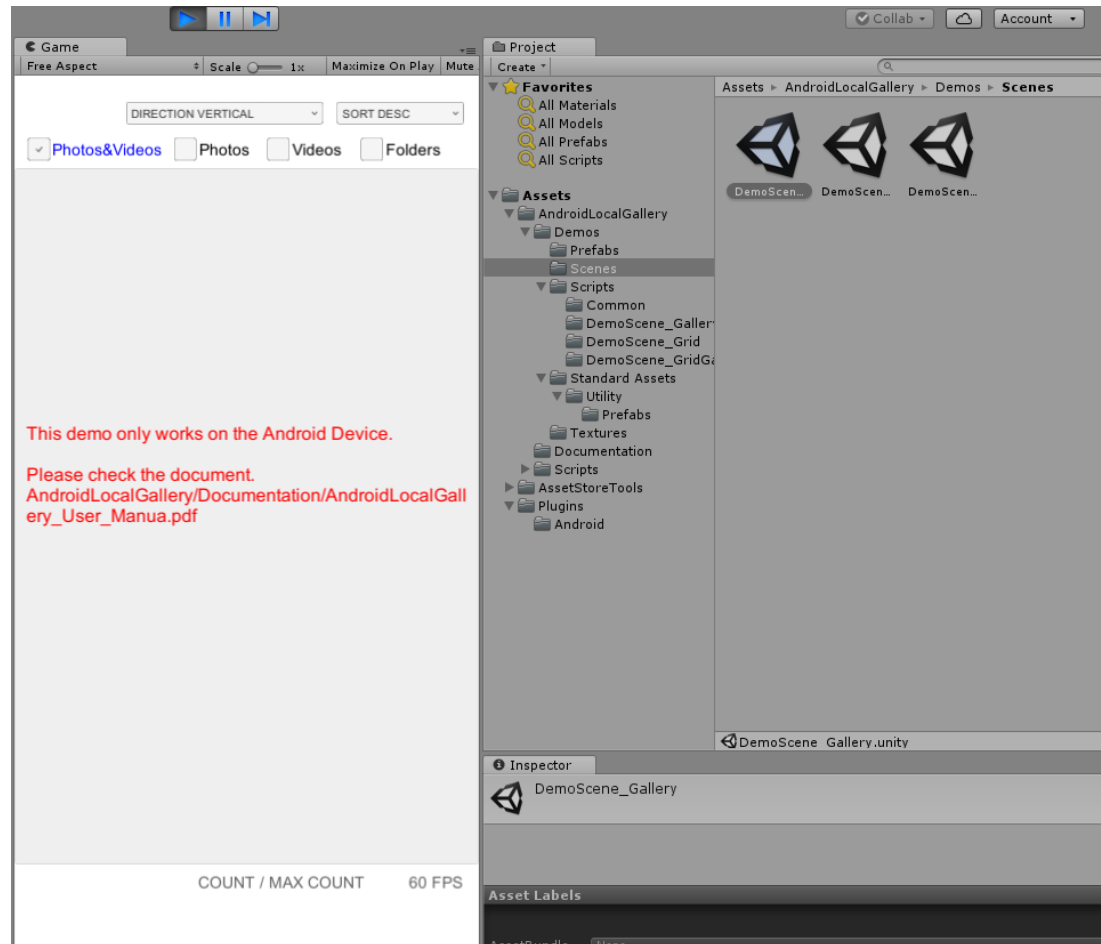 Collab
Account
Game
Free Aspect
Scale
1x
Maximize On Play
Mute
DIRECTION VERTICAL
SORT DESC
Photos&Videos
Photos
Videos
Folders
This demo only works on the Android Device.
Please check the document.
AndroidLocalGallery/Documentation/AndroidLocalGall
ery_User_Manua.pdf
COUNT / MAX COUNT
60 FPS
Project
Create
Favorites
All Materials
All Models
All Prefabs
All Scripts
Assets
AndroidLocalGallery
Demos
Prefabs
Scenes
Scripts
Common
DemoScene_Galler
DemoScene_Grid
DemoScene_GridGa
Standard Assets
Utility
Prefabs
Textures
Documentation
Scripts
AssetStoreTools
Plugins
Android
Assets AndroidLocalGallery Demos Scenes
DemoScen...
DemoScen...
DemoScen...
DemoScene_Gallery.unity
Inspector
DemoScene_Gallery
Asset Labels
AssetBundle
None